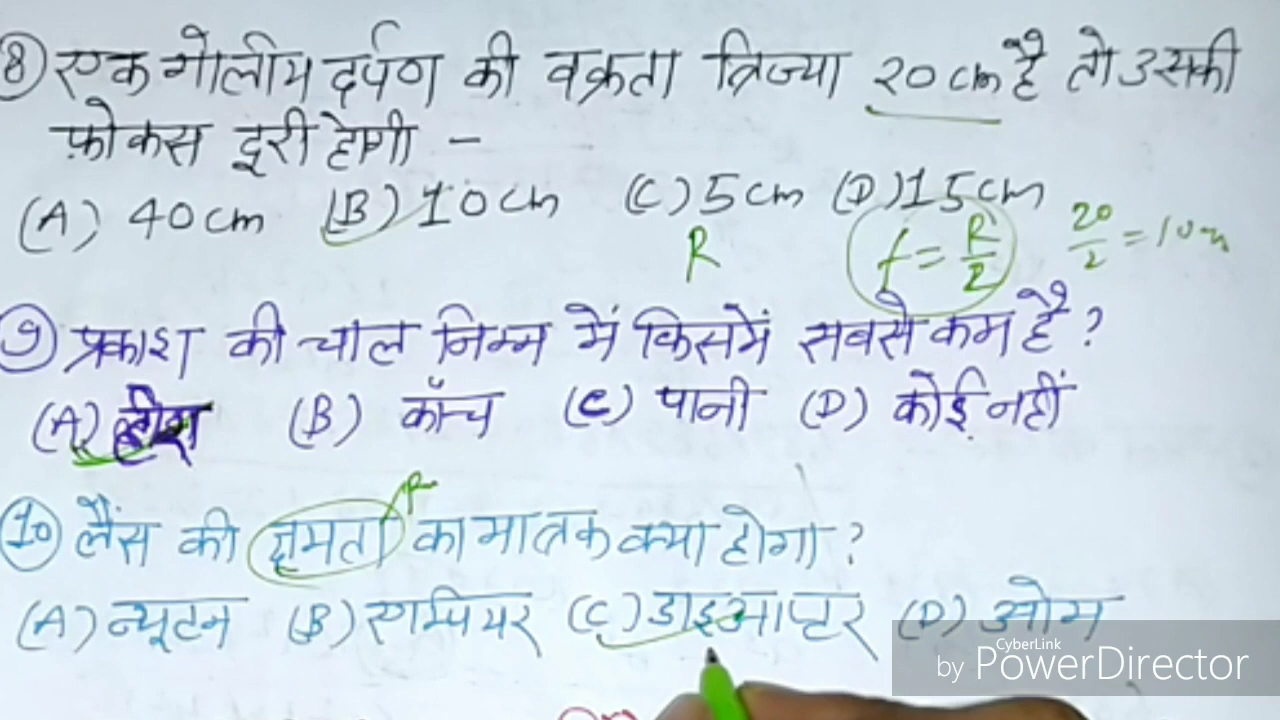 8 एक गोलीय दर्पण की वक्रता त्रिज्या 20 cm है तो उसकी
फ़ोकस दूरी होगी –
(A) 40 cm (B) 10 cm (C) 5 cm (D) 15 cm
R f = R/2 20/2 = 10 cm
9 प्रकाश की चाल निम्न में किसमें सबसे कम है ?
(A) हीरा (B) काँच (C) पानी (D) कोई नहीं
P
10 लैंस की क्षमता का मात्रक क्या होगा ?
(A) न्यूटन (B) एम्पियर (C) डाइआप्टर (D) ओम
CyberLink
by PowerDirector